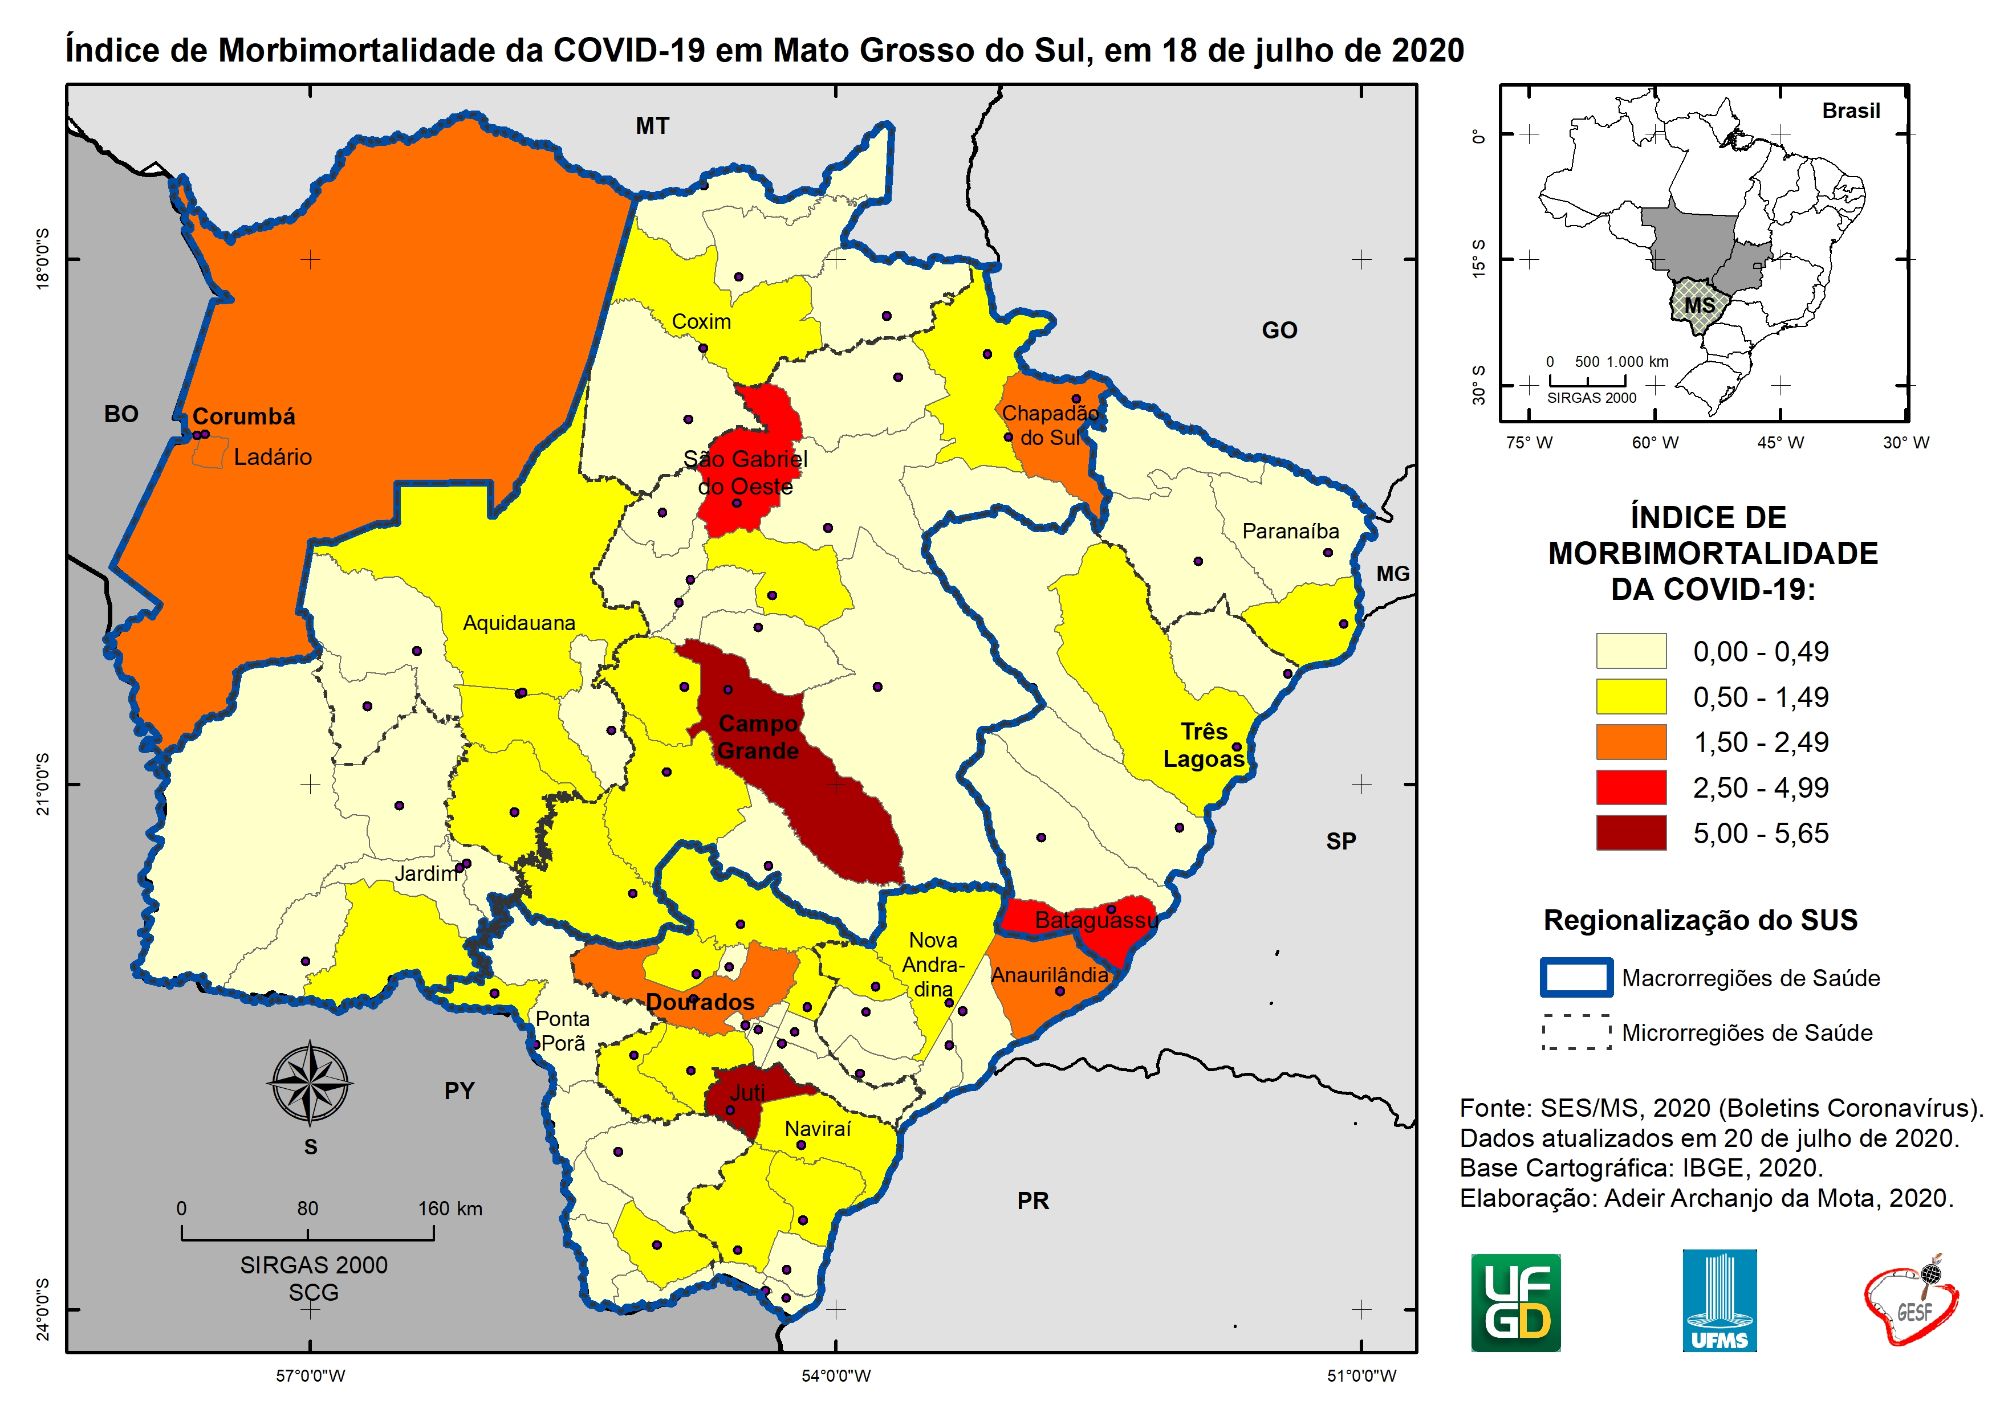 Índice de Morbimortalidade da COVID-19 em Mato Grosso do Sul, em 18 de julho de 2020
MT
GO
BO
MG
SP
PR
PY
Coxim
Corumbá
Ladário
Chapadão
do Sul
São Gabriel
do Oeste
Paranaíba
Aquidauana
Campo
Grande
Três
Lagoas
Jardim
Bataguassu
Nova
Andra-
dina
Anaurilândia
Dourados
Ponta
Porã
Juti
Naviraí
S
0 80 160 km
SIRGAS 2000
SCG
18°0'0"S
21°0'0"S
24°0'0"S
57°0'0"W
54°0'0"W
51°0'0"W
Brasil
MS
0 500 1.000 km
SIRGAS 2000
0°
15° S
30° S
75° W
60° W
45° W
30° W
ÍNDICE DE
MORBIMORTALIDADE
DA COVID-19:
0,00 - 0,49
0,50 - 1,49
1,50 - 2,49
2,50 - 4,99
5,00 - 5,65
Regionalização do SUS
Macrorregiões de Saúde
Microrregiões de Saúde
Fonte: SES/MS, 2020 (Boletins Coronavírus).
Dados atualizados em 20 de julho de 2020.
Base Cartográfica: IBGE, 2020.
Elaboração: Adeir Archanjo da Mota, 2020.
UF
GD
UFMS
GESF